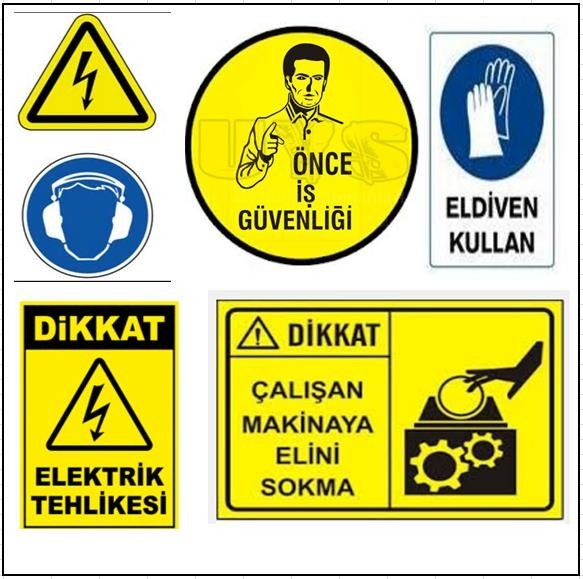 UYS
ÖNCE
İŞ
GÜVENLİĞİ
ELDİVEN
KULLAN
DİKKAT
ELEKTRİK
TEHLİKESİ
DİKKAT
ÇALIŞAN
MAKİNAYA
ELİNİ
SOKMA